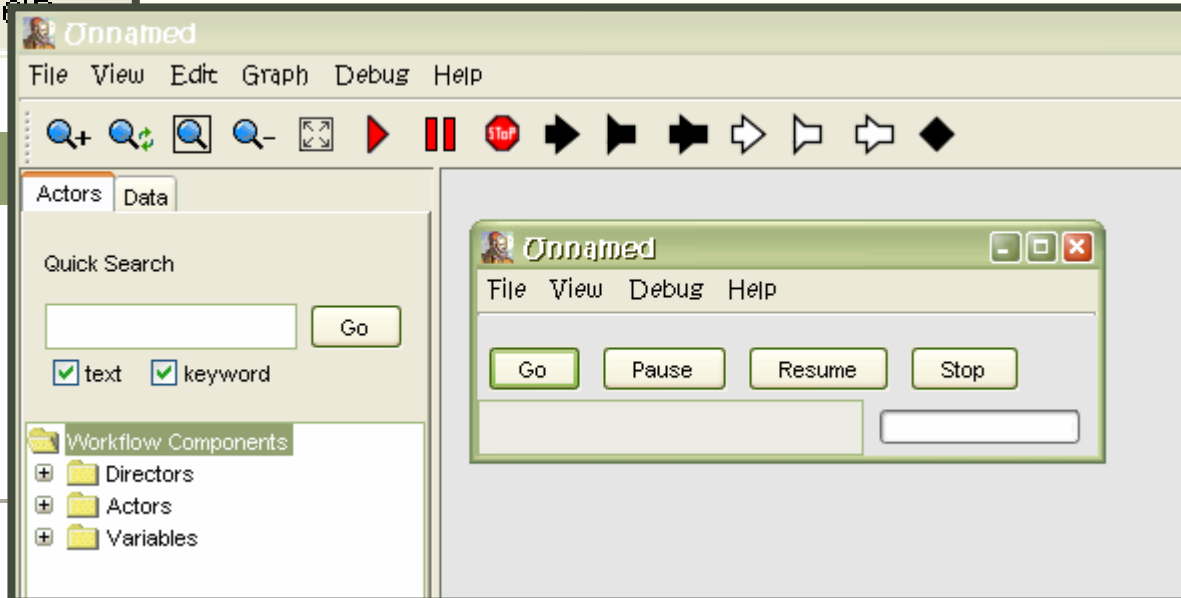 Unnamed
File View Edit Graph Debug Help
STOP
Actors Data
Quick Search
Go
text keyword
Workflow Components
Directors
Actors
Variables
Unnamed
File View Debug Help
Go Pause Resume Stop